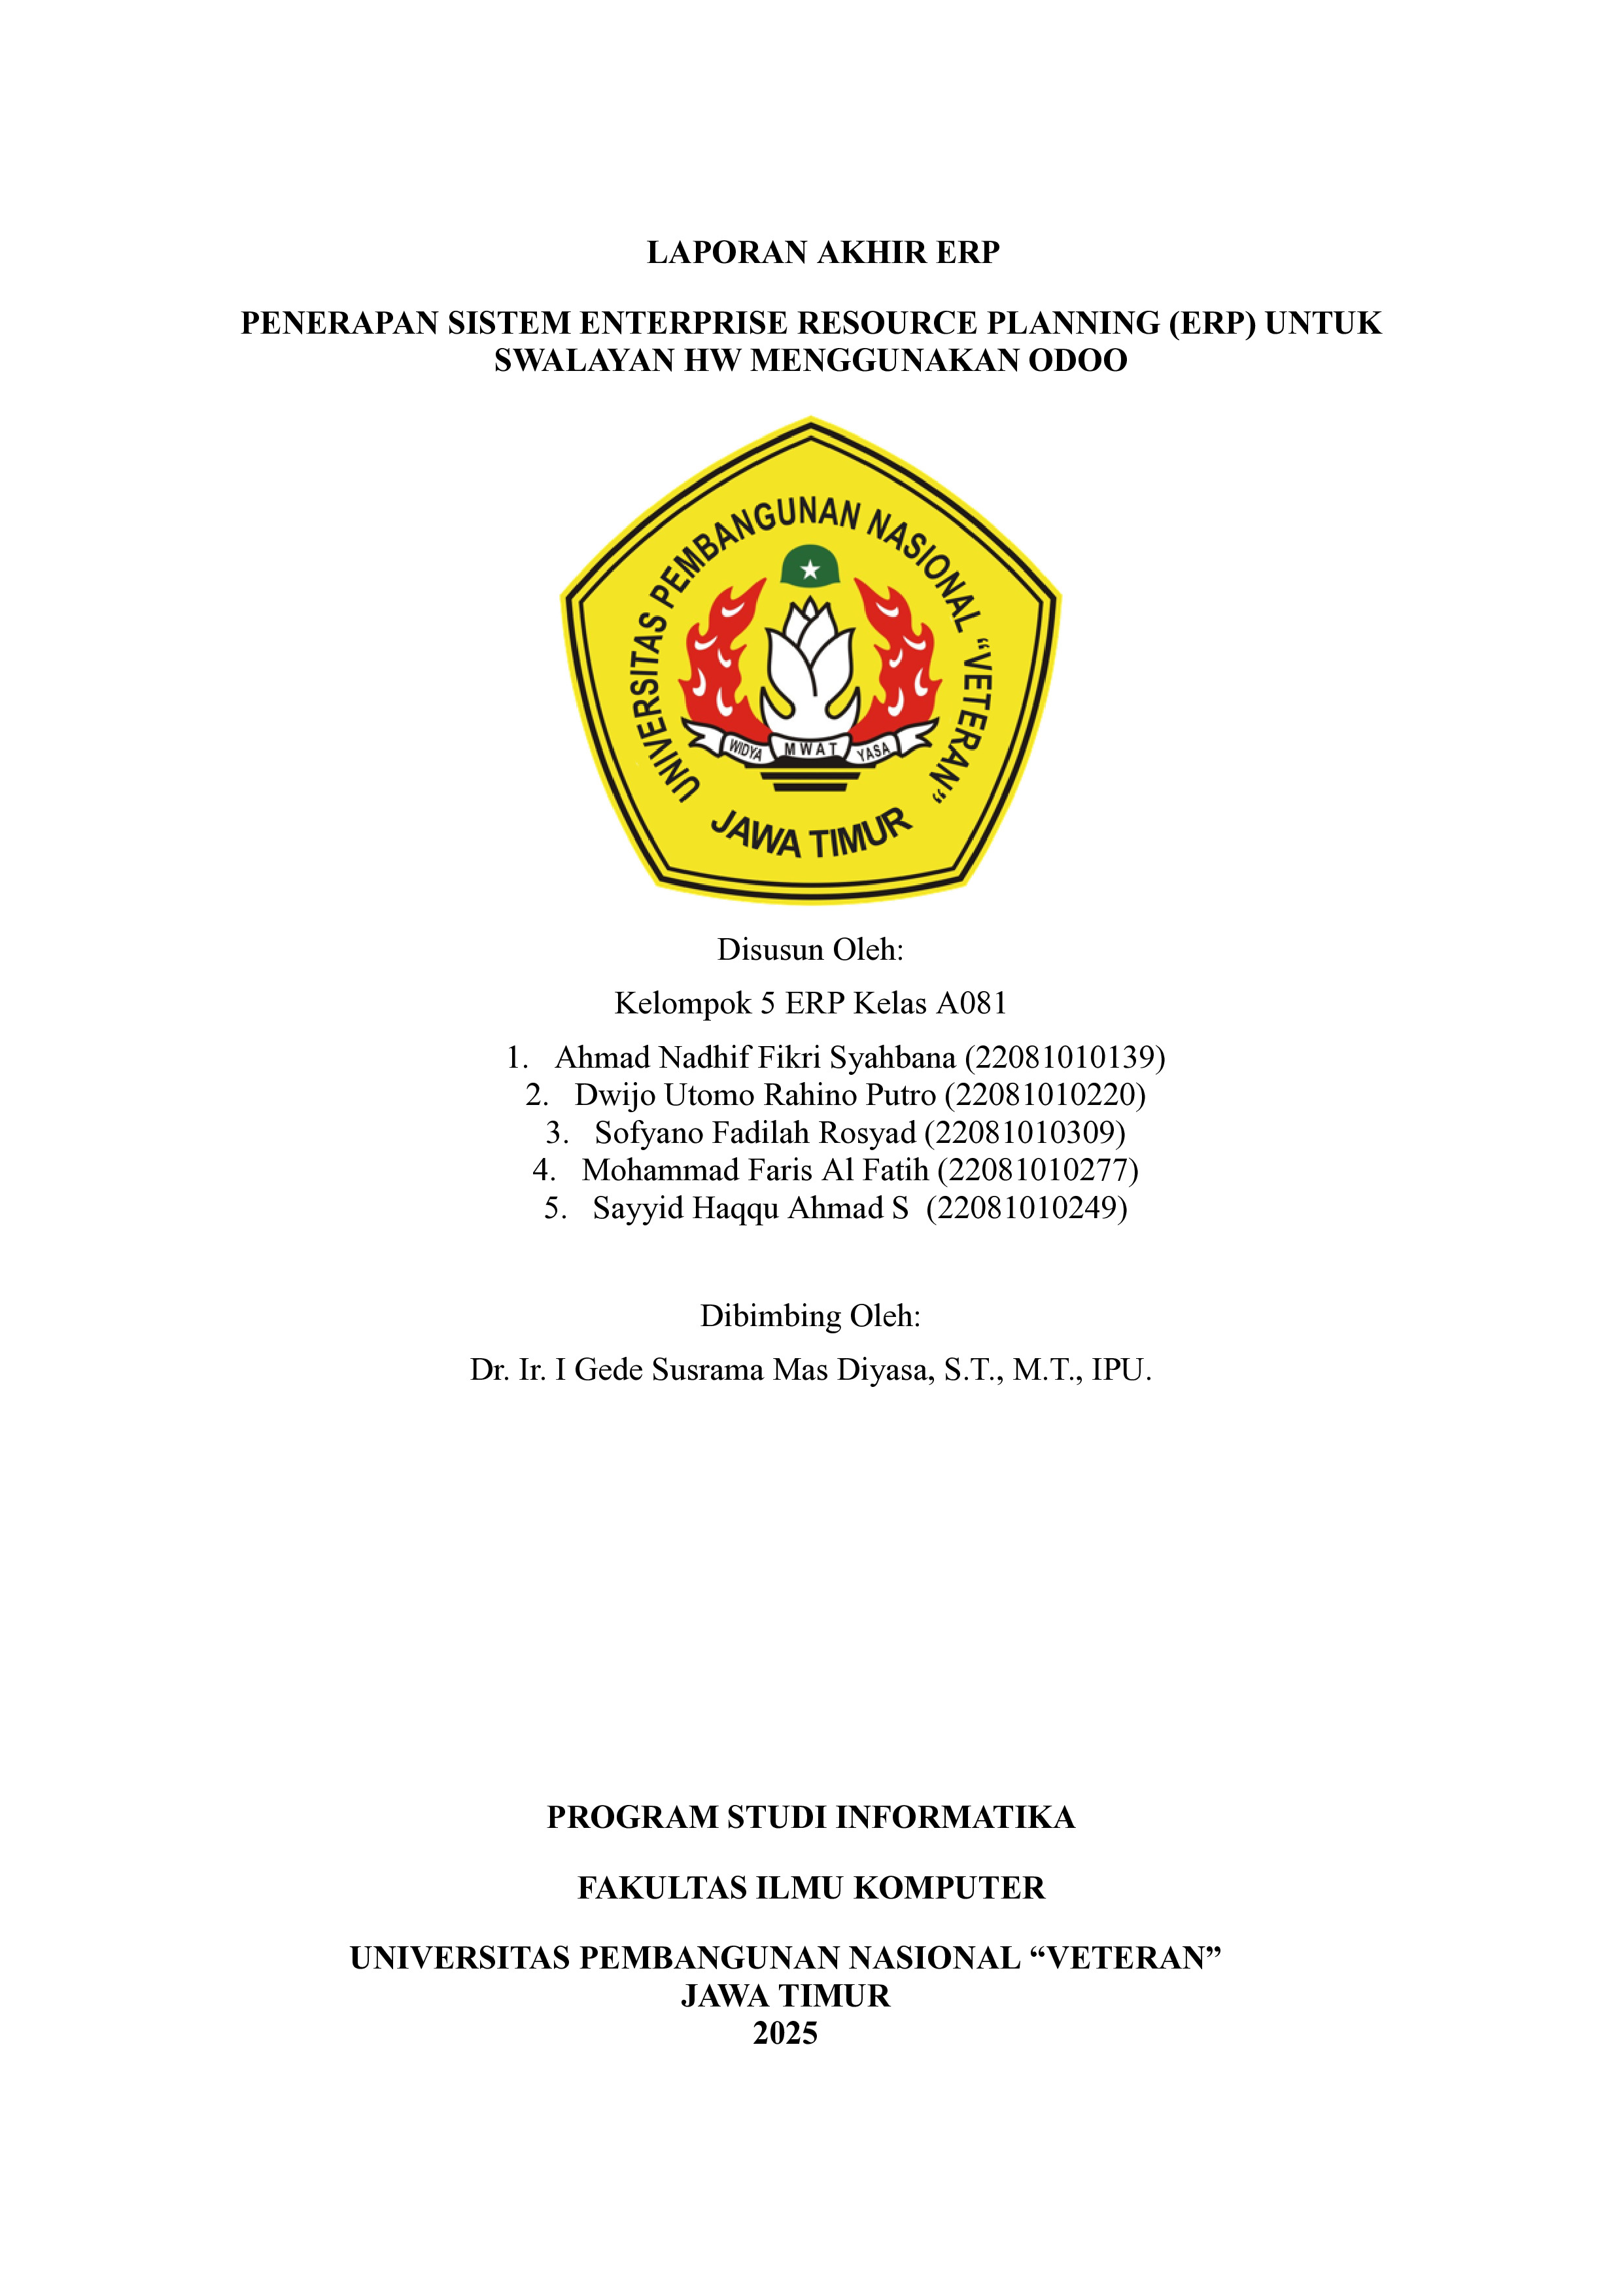 LAPORAN AKHIR ERP
PENERAPAN SISTEM ENTERPRISE RESOURCE PLANNING (ERP) UNTUK
SWALAYAN HW MENGGUNAKAN ODOO
UNIVERSITAS PEMBANGUNAN NASIONAL “VETERAN”
WIDYA MWAT YASA
JAWA TIMUR
Disusun Oleh:
Kelompok 5 ERP Kelas A081
1. Ahmad Nadhif Fikri Syahbana (22081010139)
2. Dwijo Utomo Rahino Putro (22081010220)
3. Sofyano Fadilah Rosyad (22081010309)
4. Mohammad Faris Al Fatih (22081010277)
5. Sayyid Haqqu Ahmad S (22081010249)
Dibimbing Oleh:
Dr. Ir. I Gede Susrama Mas Diyasa, S.T., M.T., IPU.
PROGRAM STUDI INFORMATIKA
FAKULTAS ILMU KOMPUTER
UNIVERSITAS PEMBANGUNAN NASIONAL “VETERAN”
JAWA TIMUR
2025